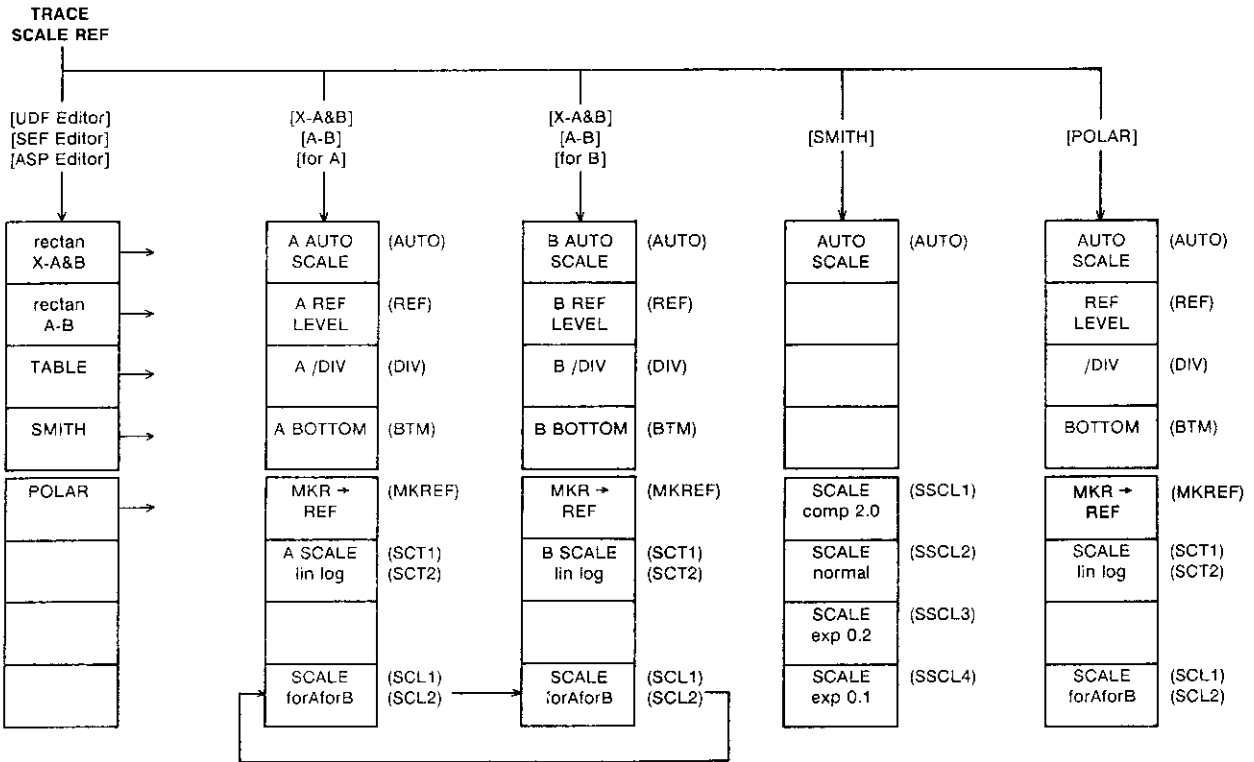 TRACE
SCALE REF
[UDF Editor]
[SEF Editor]
[ASP Editor]
rectan
X-A&B
rectan
A-B
TABLE
SMITH
POLAR
[X-A&B]
[A-B]
[for A]
A AUTO
SCALE
(AUTO)
A REF
LEVEL
(REF)
A /DIV
(DIV)
A BOTTOM
(BTM)
MKR →
REF
(MKREF)
A SCALE
lin log
(SCT1)
(SCT2)
SCALE
forAforB
(SCL1)
(SCL2)
[X-A&B]
[A-B]
[for B]
B AUTO
SCALE
(AUTO)
B REF
LEVEL
(REF)
B /DIV
(DIV)
B BOTTOM
(BTM)
MKR →
REF
(MKREF)
B SCALE
lin log
(SCT1)
(SCT2)
SCALE
forAforB
(SCL1)
(SCL2)
[SMITH]
AUTO
SCALE
(AUTO)
SCALE
comp 2.0
(SSCL1)
SCALE
normal
(SSCL2)
SCALE
exp 0.2
(SSCL3)
SCALE
exp 0.1
(SSCL4)
[POLAR]
AUTO
SCALE
(AUTO)
REF
LEVEL
(REF)
/DIV
(DIV)
BOTTOM
(BTM)
MKR →
REF
(MKREF)
SCALE
lin log
(SCT1)
(SCT2)
SCALE
forAforB
(SCL1)
(SCL2)